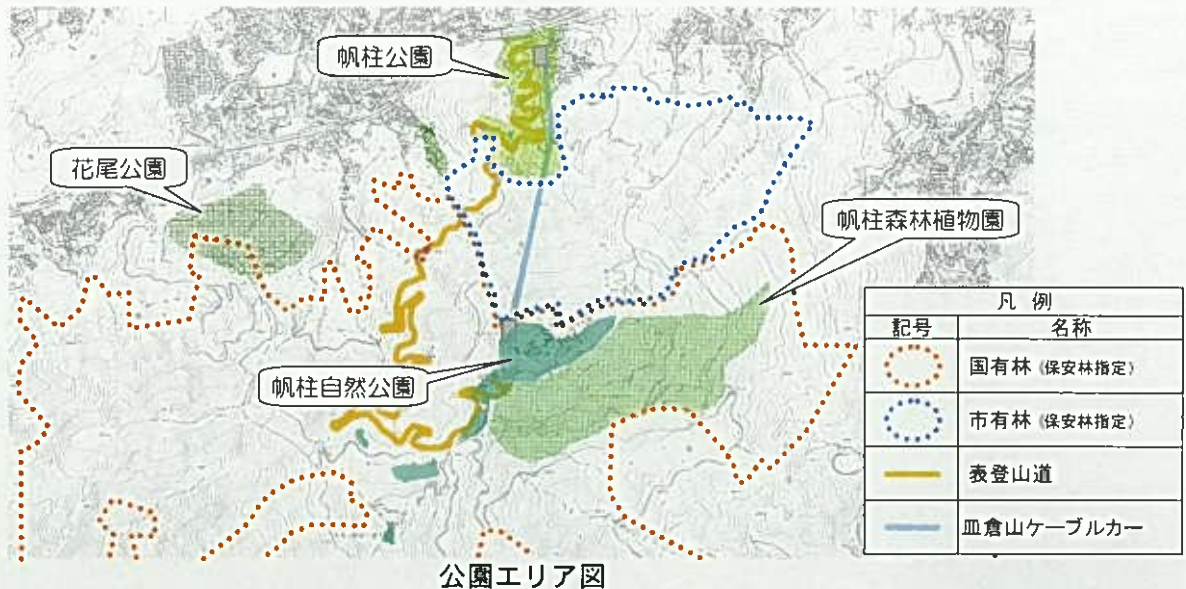 帆柱公園
花尾公園
帆柱森林植物園
帆柱自然公園
凡 例
記号 名称
国有林 (保安林指定)
市有林 (保安林指定)
表登山道
皿倉山ケーブルカー
公園エリア図